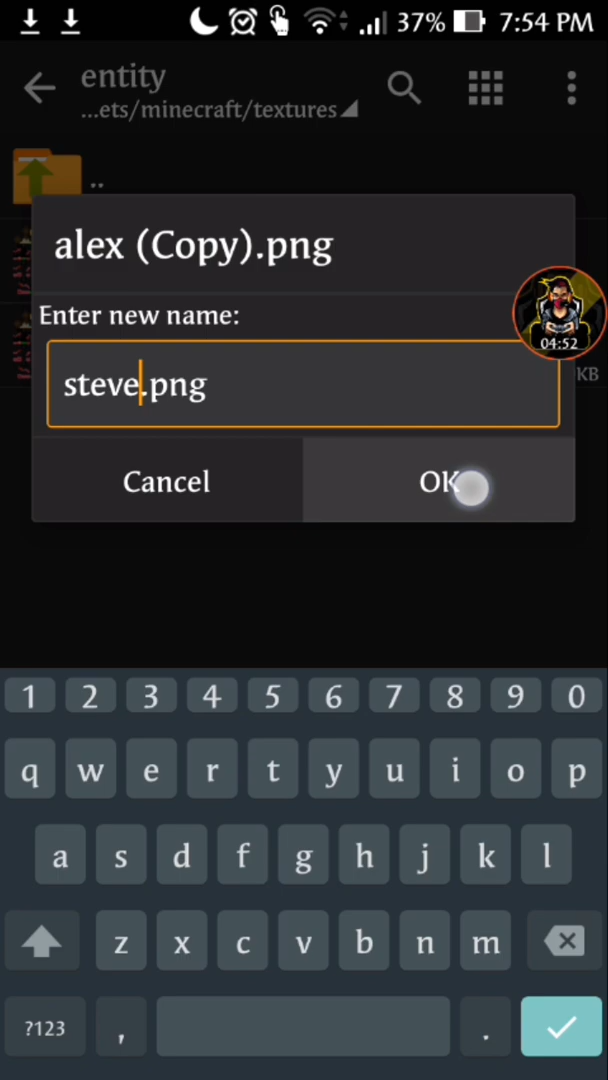 37% 7:54 PM
entity
...ets/minecraft/textures
..
alex (Copy).png
Enter new name:
04:52
KB
steve.png
Cancel OK
1 2 3 4 5 6 7 8 9 0
q w e r t y u i o p
a s d f g h j k l
z x c v b n m
?123 , .